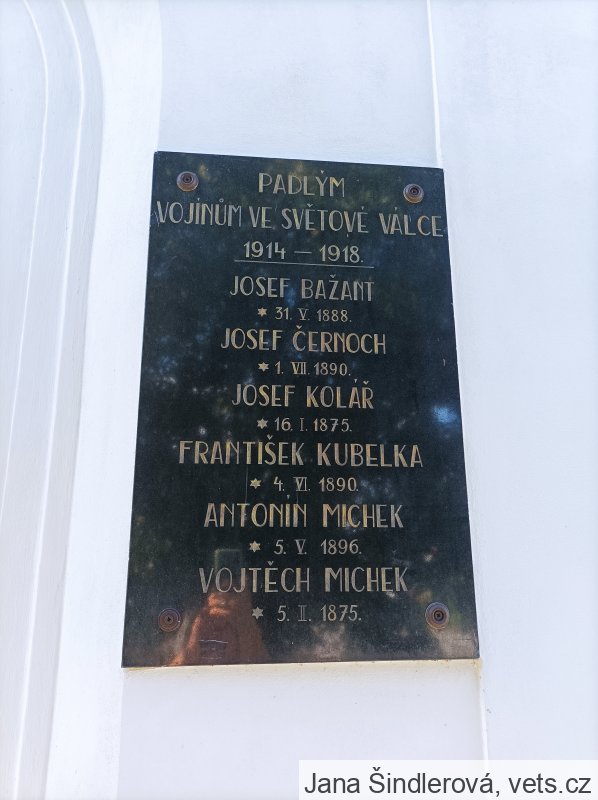 PADLÝM
VOJÍNŮM VE SVĚTOVÉ VÁLCE
1914 — 1918.
JOSEF BAŽANT
* 31. V. 1888.
JOSEF ČERNOCH
* 1. VII. 1890.
JOSEF KOLÁŘ
* 16. I. 1875.
FRANTIŠEK KUBELKA
* 4. VI. 1890.
ANTONÍN MICHEK
* 5. V. 1896.
VOJTĚCH MICHEK
* 5. II. 1875.
Jana Šindlerová, vets.cz